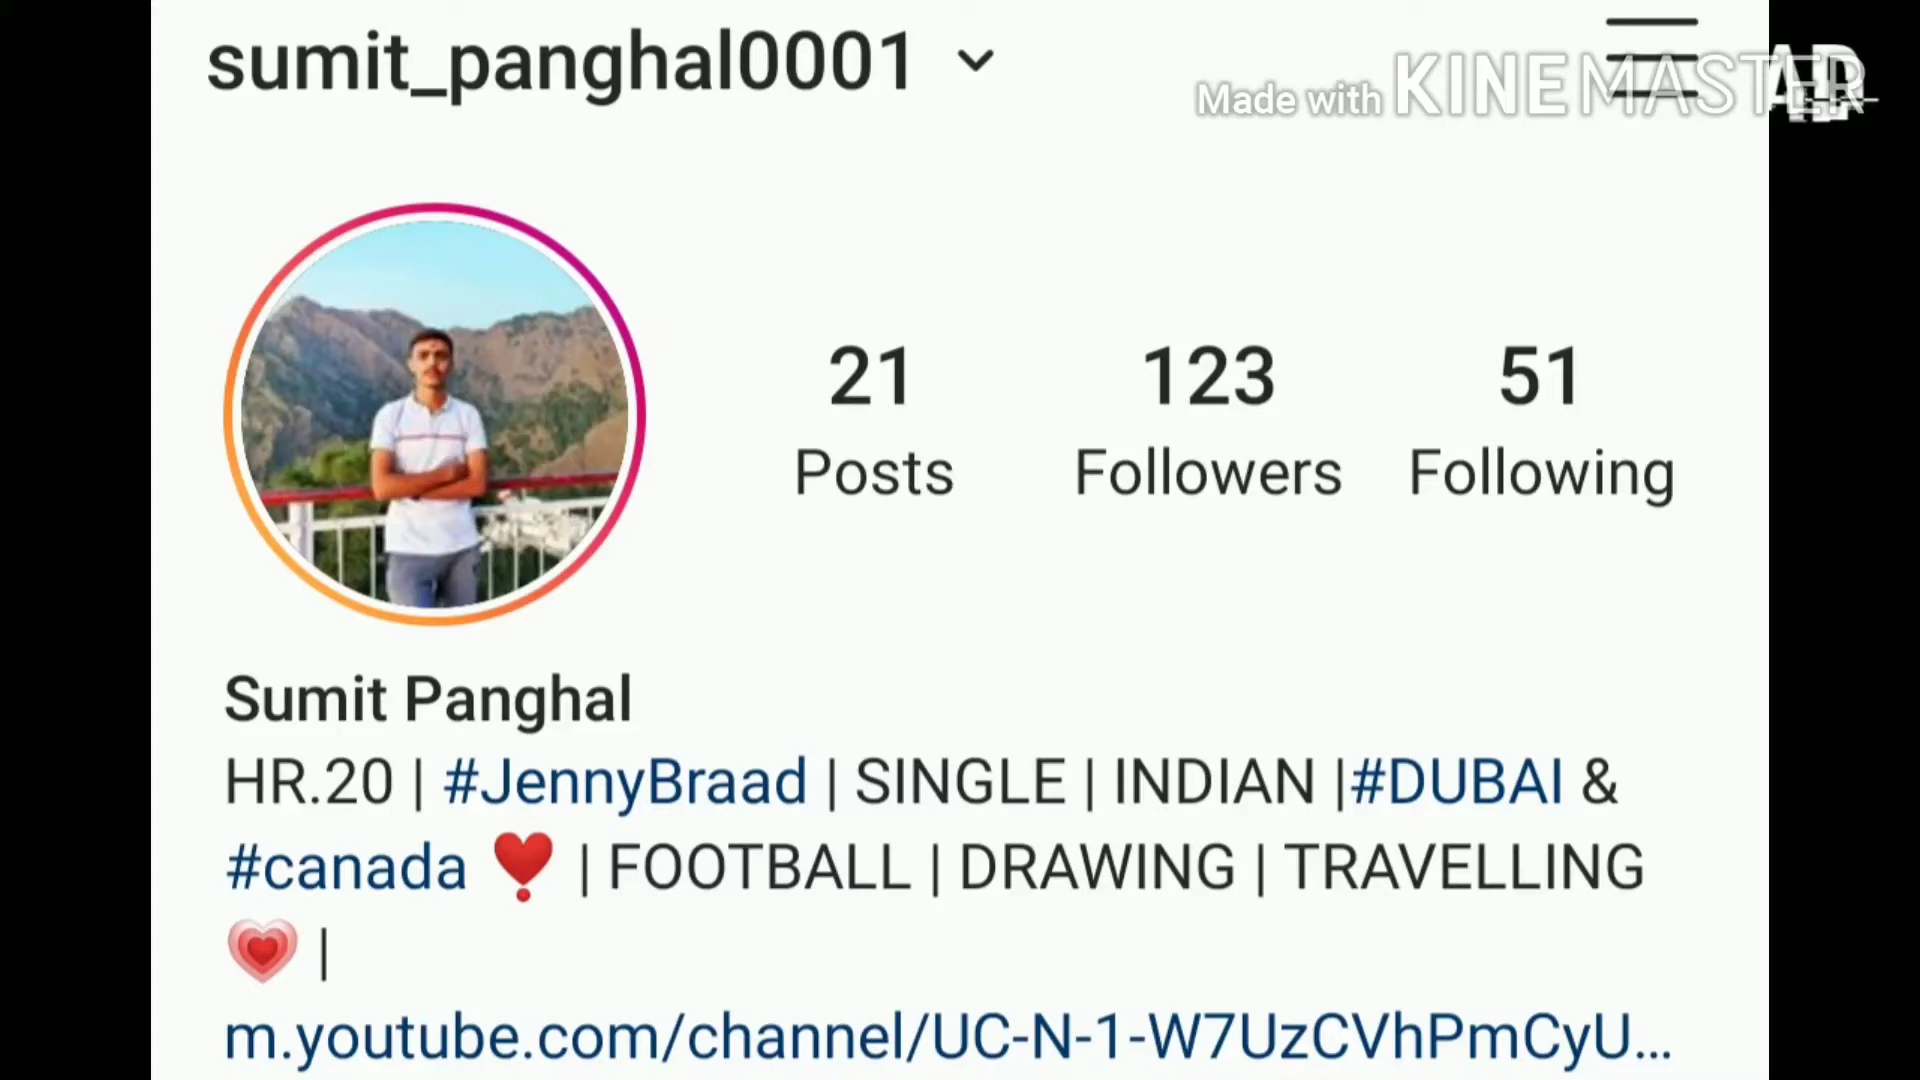 sumit_panghal0001
Made with KINEMASTER
21 123 51
Posts Followers Following
Sumit Panghal
HR.20 | #JennyBraad | SINGLE | INDIAN |#DUBAI &
#canada ❣️ | FOOTBALL | DRAWING | TRAVELLING
💗 |
m.youtube.com/channel/UC-N-1-W7UzCVhPmCyU...